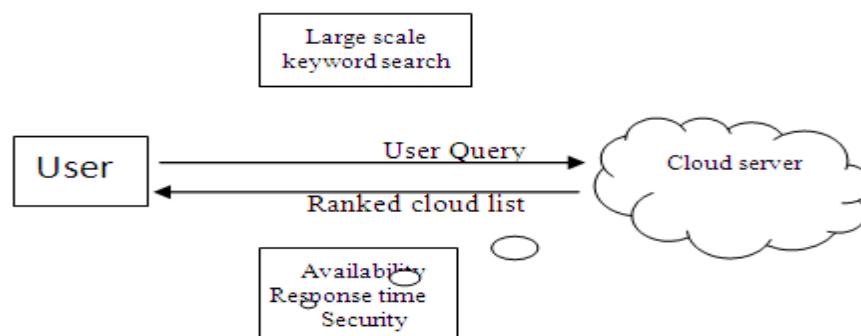 Large scale
keyword search
User
User Query
Cloud server
Ranked cloud list
Availability
Response time
Security